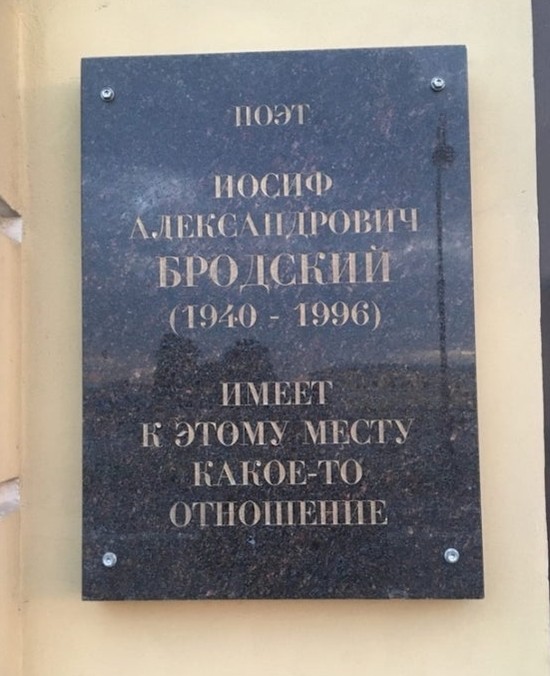 ПОЭТ
ИОСИФ
АЛЕКСАНДРОВИЧ
БРОДСКИЙ
(1940 - 1996)
ИМЕЕТ
К ЭТОМУ МЕСТУ
КАКОЕ-ТО
ОТНОШЕНИЕ